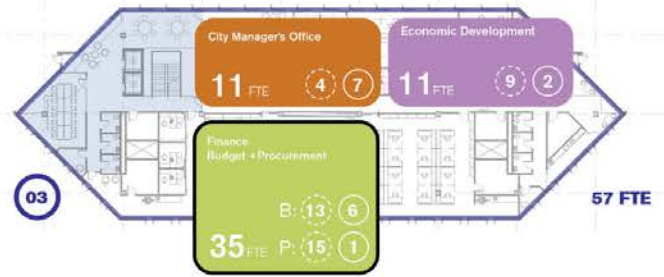 City Manager's Office
11 FTE 4 7
Economic Development
11 FTE 9 2
Finance
Budget + Procurement
B: 13 6
35 FTE P: 15 1
03
57 FTE